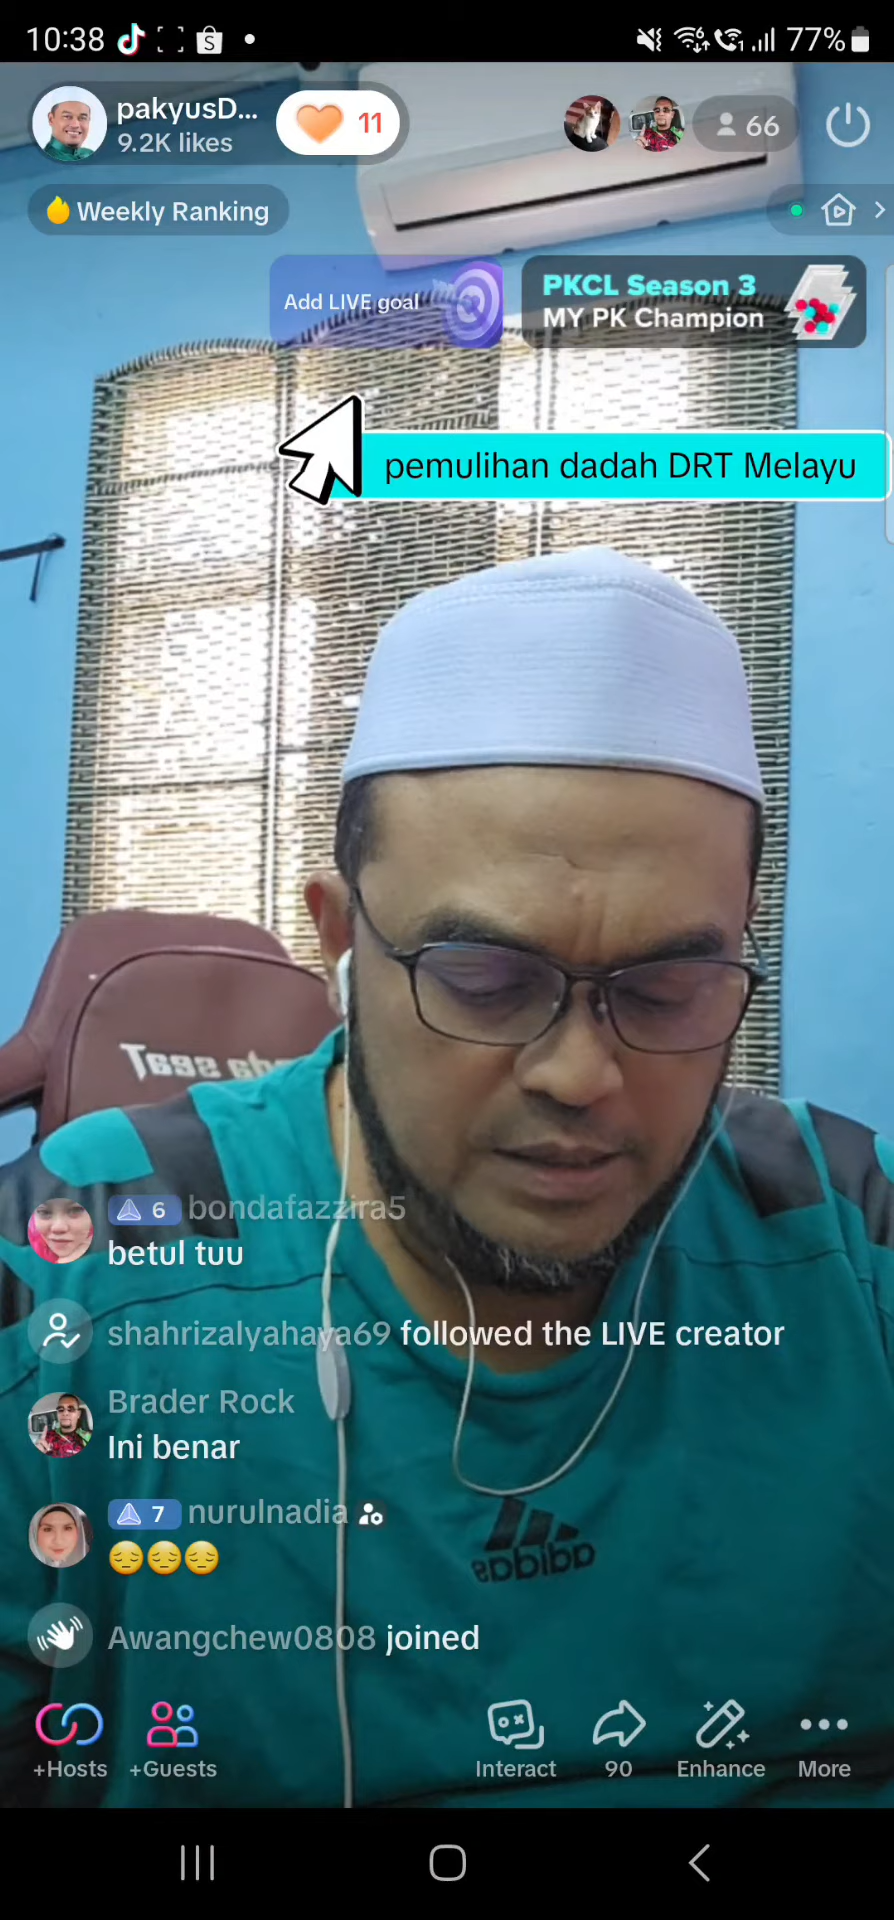 10:38
77%
pakyusD...
9.2K likes
11
66
Weekly Ranking
Add LIVE goal
PKCL Season 3
MY PK Champion
pemulihan dadah DRT Melayu
6 bondafazzira5
betul tuu
shahrizalyahaya69 followed the LIVE creator
Brader Rock
Ini benar
adidas
7 nurulnadia
😔😔😔
Awangchew0808 joined
+Hosts
+Guests
Interact
90
Enhance
More